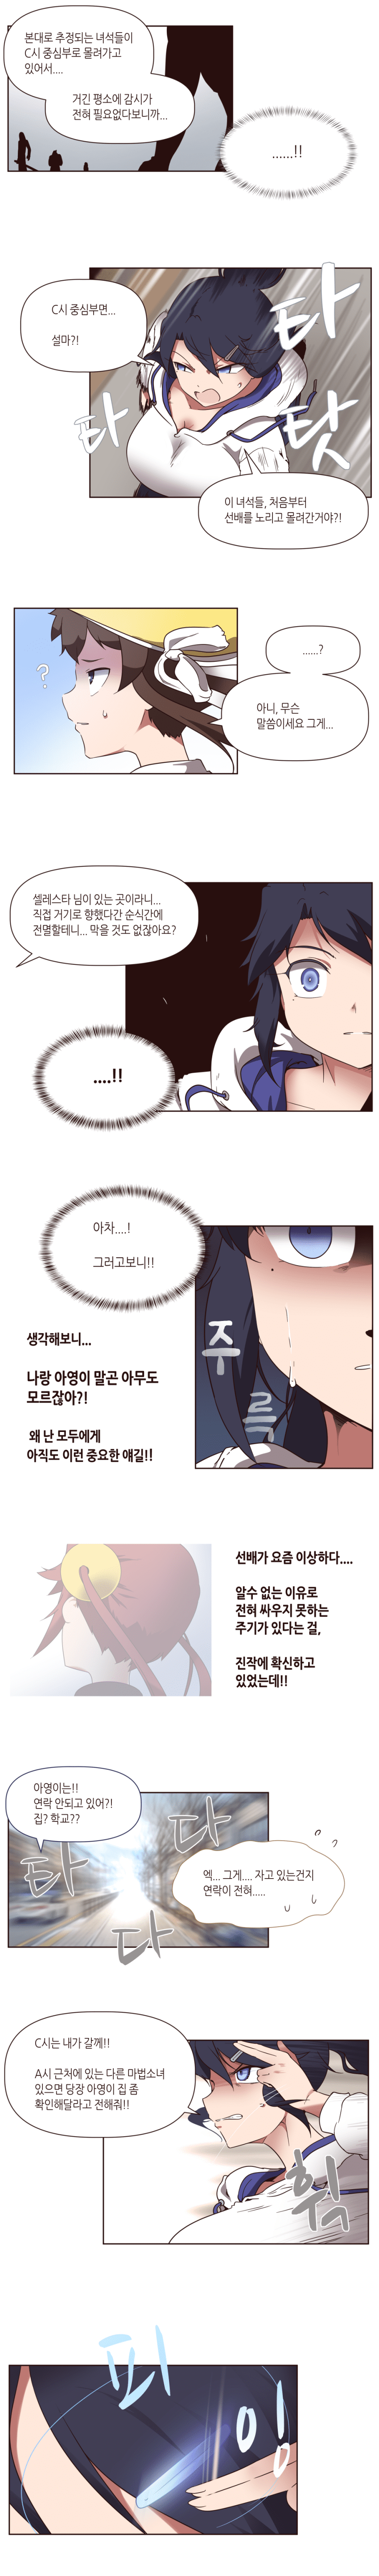 본대로 추정되는 녀석들이
C시 중심부로 몰려가고
있어서....
거긴 평소에 감시가
전혀 필요없다보니까...
......!!
C시 중심부면...
설마?!
타
탓
타
이 녀석들, 처음부터
선배를 노리고 몰려간거야?!
?
......?
아니, 무슨
말씀이세요 그게...
셀레스타 님이 있는 곳이라니...
직접 거기로 향했다간 순식간에
전멸할테니... 막을 것도 없잖아요?
....!!
아차....!
그러고보니!!
주
륵
생각해보니...
나랑 아영이 말곤 아무도
모르잖아?!
왜 난 모두에게
아직도 이런 중요한 얘길!!
선배가 요즘 이상하다....
알수 없는 이유로
전혀 싸우지 못하는
주기가 있다는 걸,
진작에 확신하고
있었는데!!
아영이는!!
연락 안되고 있어?!
집? 학교??
타
다
다
엑... 그게.... 자고 있는건지
연락이 전혀.....
C시는 내가 갈께!!
A시 근처에 있는 다른 마법소녀
있으면 당장 아영이 집 좀
확인해달라고 전해줘!!
휙
피
잉